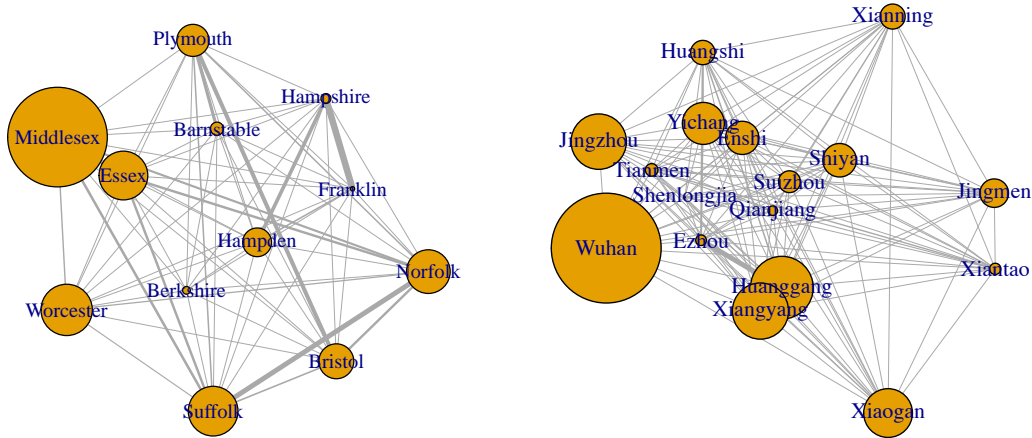 Plymouth
Hampshire
Middlesex
Barnstable
Essex
Franklin
Hampden
Norfolk
Berkshire
Worcester
Bristol
Suffolk
Xianning
Huangshi
Yichang
Jingzhou
Enshi
Shiyan
Tianmen
Suizhou
Shenlongjia
Jingmen
Qianjiang
Wuhan
Ezhou
Xiantao
Huanggang
Xiangyang
Xiaogan